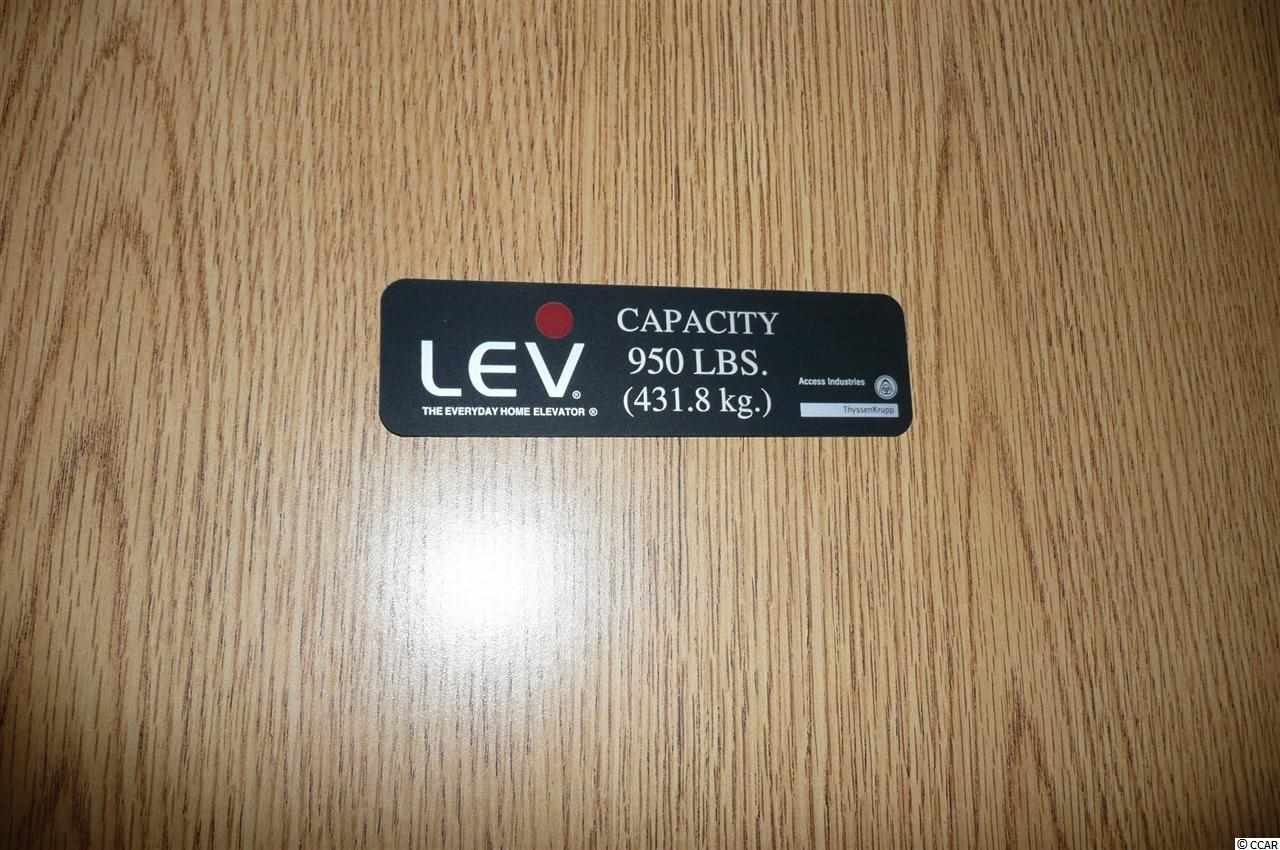 LEV®
THE EVERYDAY HOME ELEVATOR ®
CAPACITY
950 LBS.
(431.8 kg.)
Access Industries
ThyssenKrupp
© CCAR